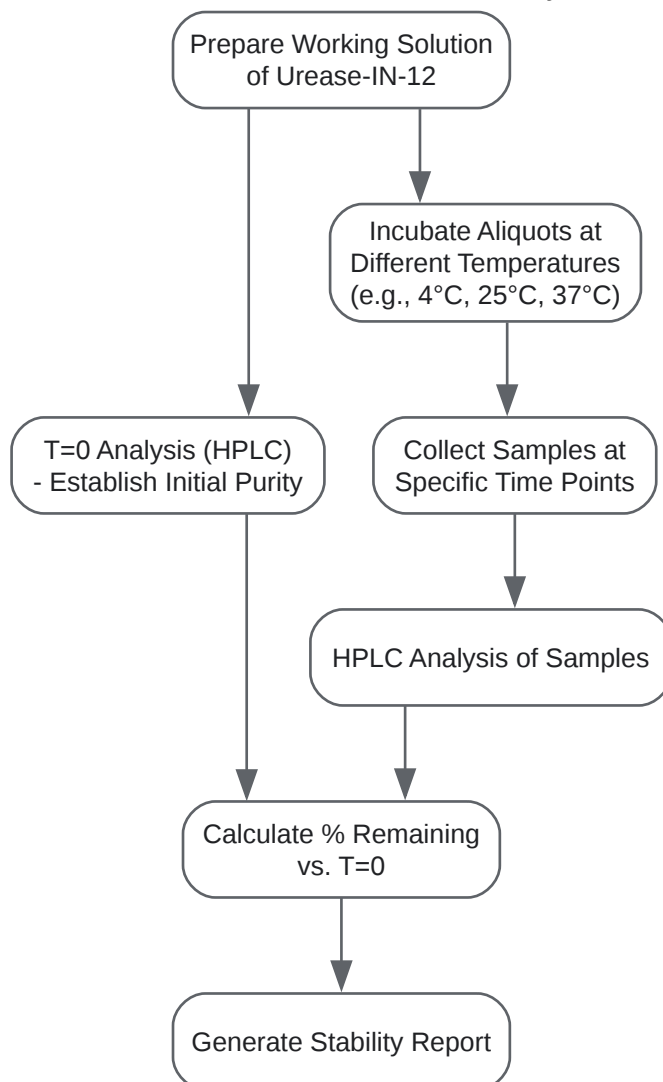 Prepare Working Solution
of Urease-IN-12
Incubate Aliquots at
Different Temperatures
(e.g., 4°C, 25°C, 37°C)
T=0 Analysis (HPLC)
- Establish Initial Purity
Collect Samples at
Specific Time Points
HPLC Analysis of Samples
Calculate % Remaining
vs. T=0
Generate Stability Report